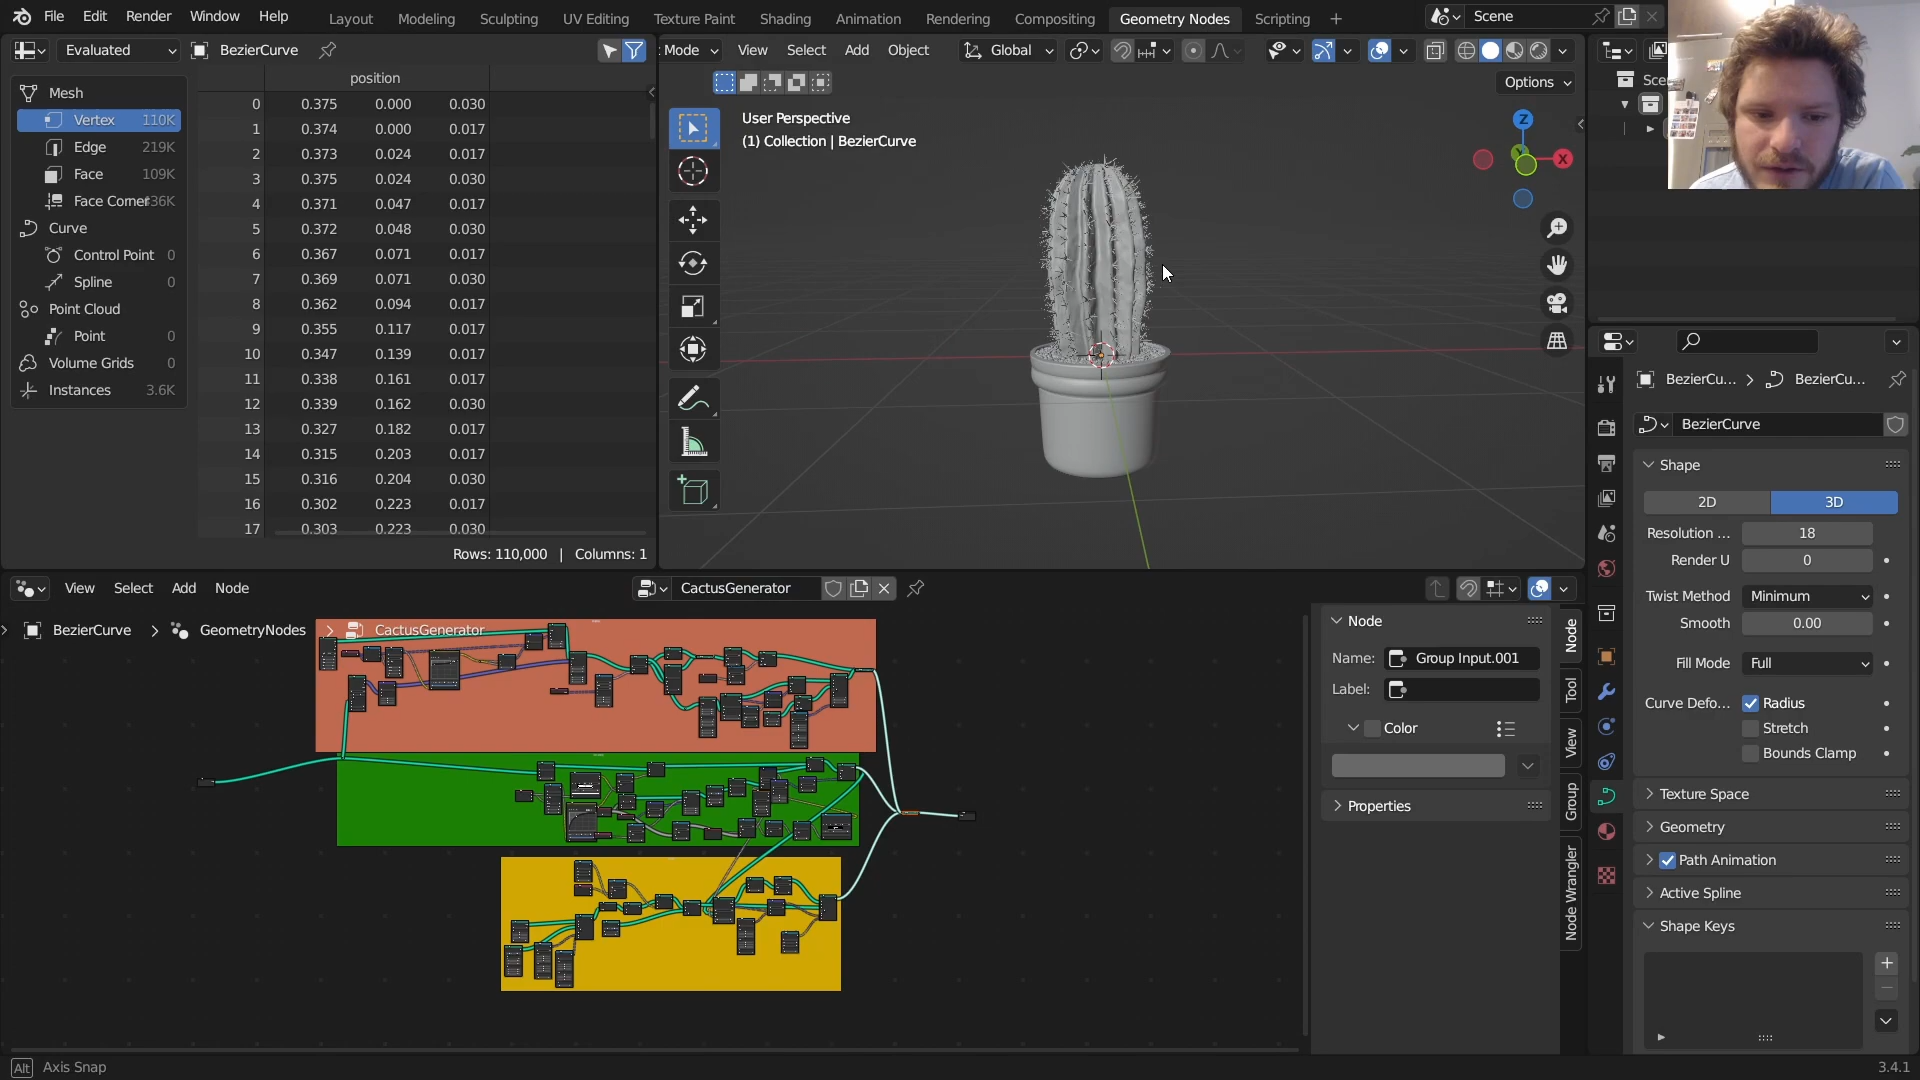 File Edit Render Window Help Layout Modeling Sculpting UV Editing Texture Paint Shading Animation Rendering Compositing Geometry Nodes Scripting + Scene
Evaluated BezierCurve
Mode View Select Add Object Global
Options
position
Mesh
Vertex 110K
Edge 219K
Face 109K
Face Corner 36K
Curve
Control Point 0
Spline 0
Point Cloud
Point 0
Volume Grids 0
Instances 3.6K
0 0.375 0.000 0.030
1 0.374 0.000 0.017
2 0.373 0.024 0.017
3 0.375 0.024 0.030
4 0.371 0.047 0.017
5 0.372 0.048 0.030
6 0.367 0.071 0.017
7 0.369 0.071 0.030
8 0.362 0.094 0.017
9 0.355 0.117 0.017
10 0.347 0.139 0.017
11 0.338 0.161 0.017
12 0.339 0.162 0.030
13 0.327 0.182 0.017
14 0.315 0.203 0.017
15 0.316 0.204 0.030
16 0.302 0.223 0.017
17 0.303 0.223 0.030
Rows: 110,000 | Columns: 1
User Perspective
(1) Collection | BezierCurve
Z
X
Sce
BezierCu... > BezierCu...
BezierCurve
Shape
2D 3D
Resolution ... 18
Render U 0
Twist Method Minimum
Smooth 0.00
Fill Mode Full
Curve Defo... Radius
Stretch
Bounds Clamp
Texture Space
Geometry
Path Animation
Active Spline
Shape Keys
View Select Add Node CactusGenerator
BezierCurve > GeometryNodes > CactusGenerator
Node
Name: Group Input.001
Label:
Color
Properties
Node
Tool
View
Group
Node Wrangler
Alt Axis Snap
3.4.1